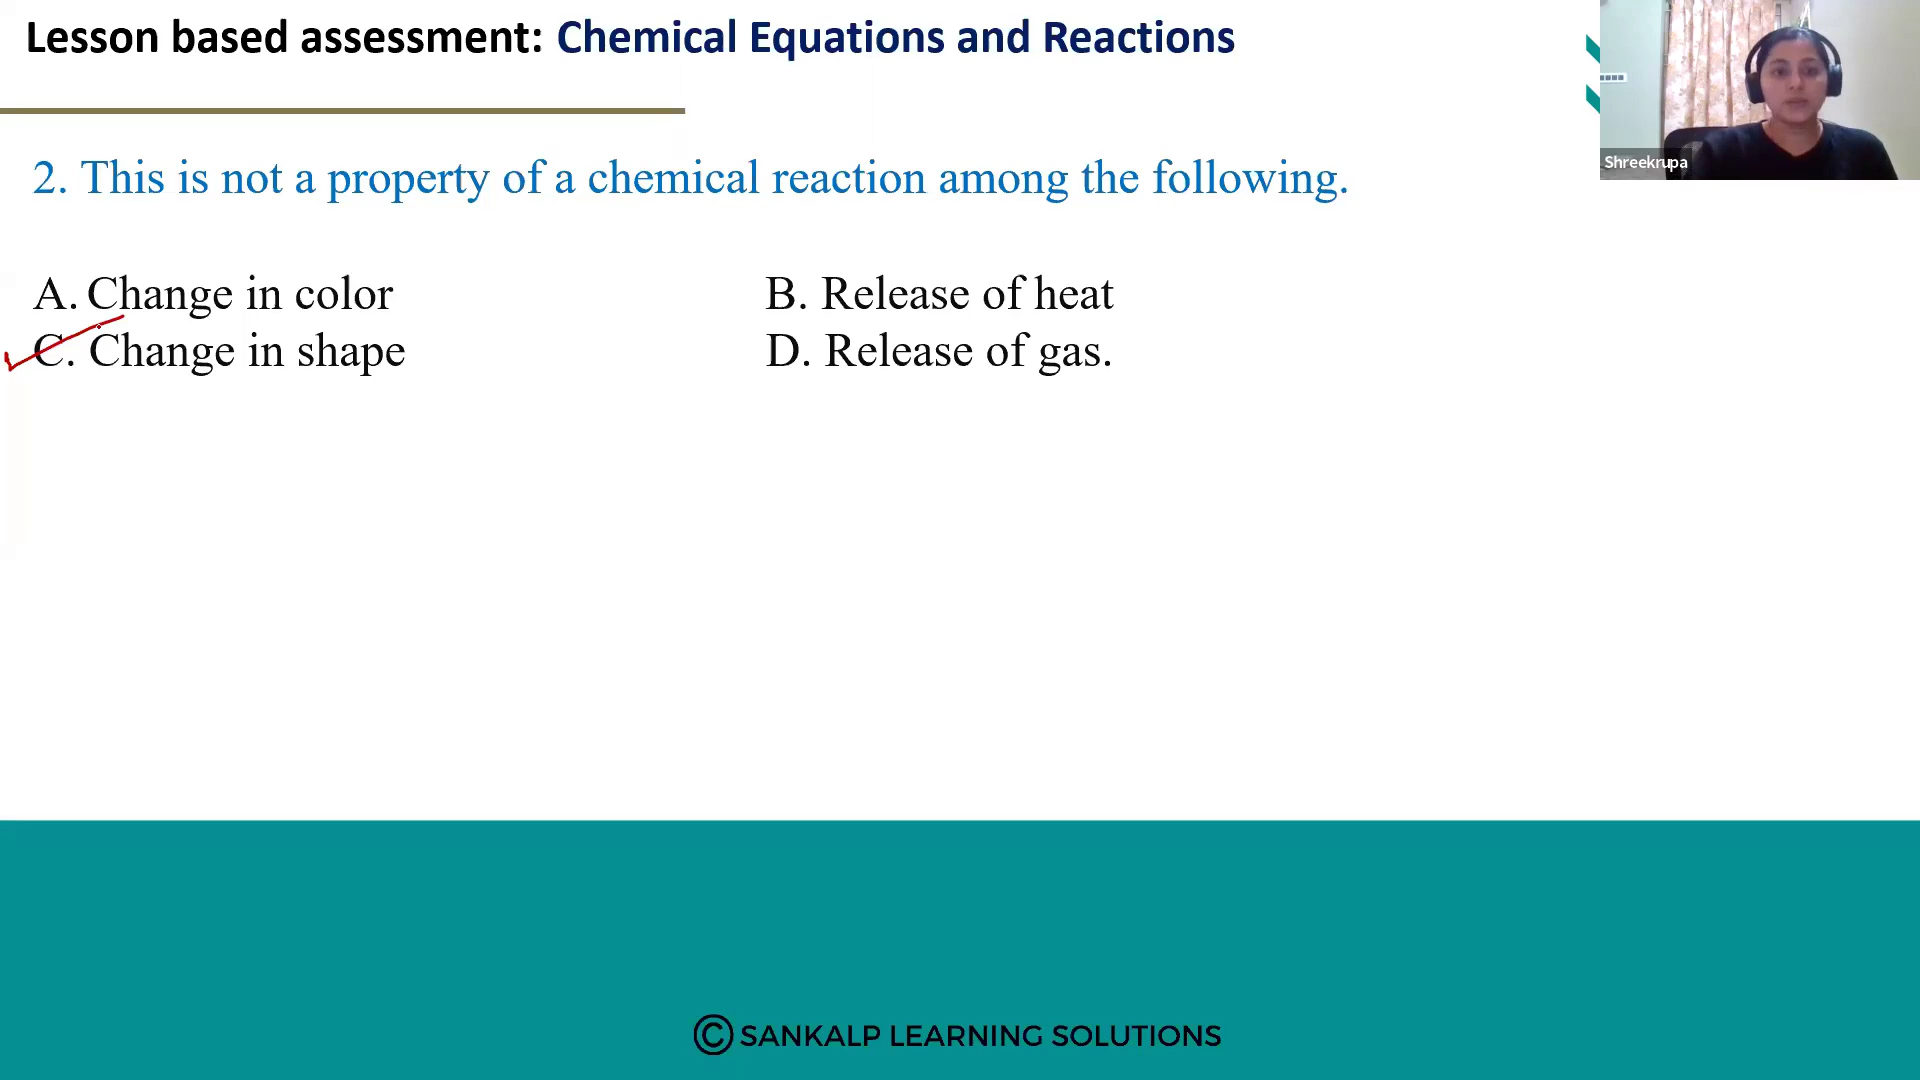 Lesson based assessment: Chemical Equations and Reactions
Shreekrupa
2. This is not a property of a chemical reaction among the following.
A. Change in color
B. Release of heat
C. Change in shape
D. Release of gas.
© SANKALP LEARNING SOLUTIONS